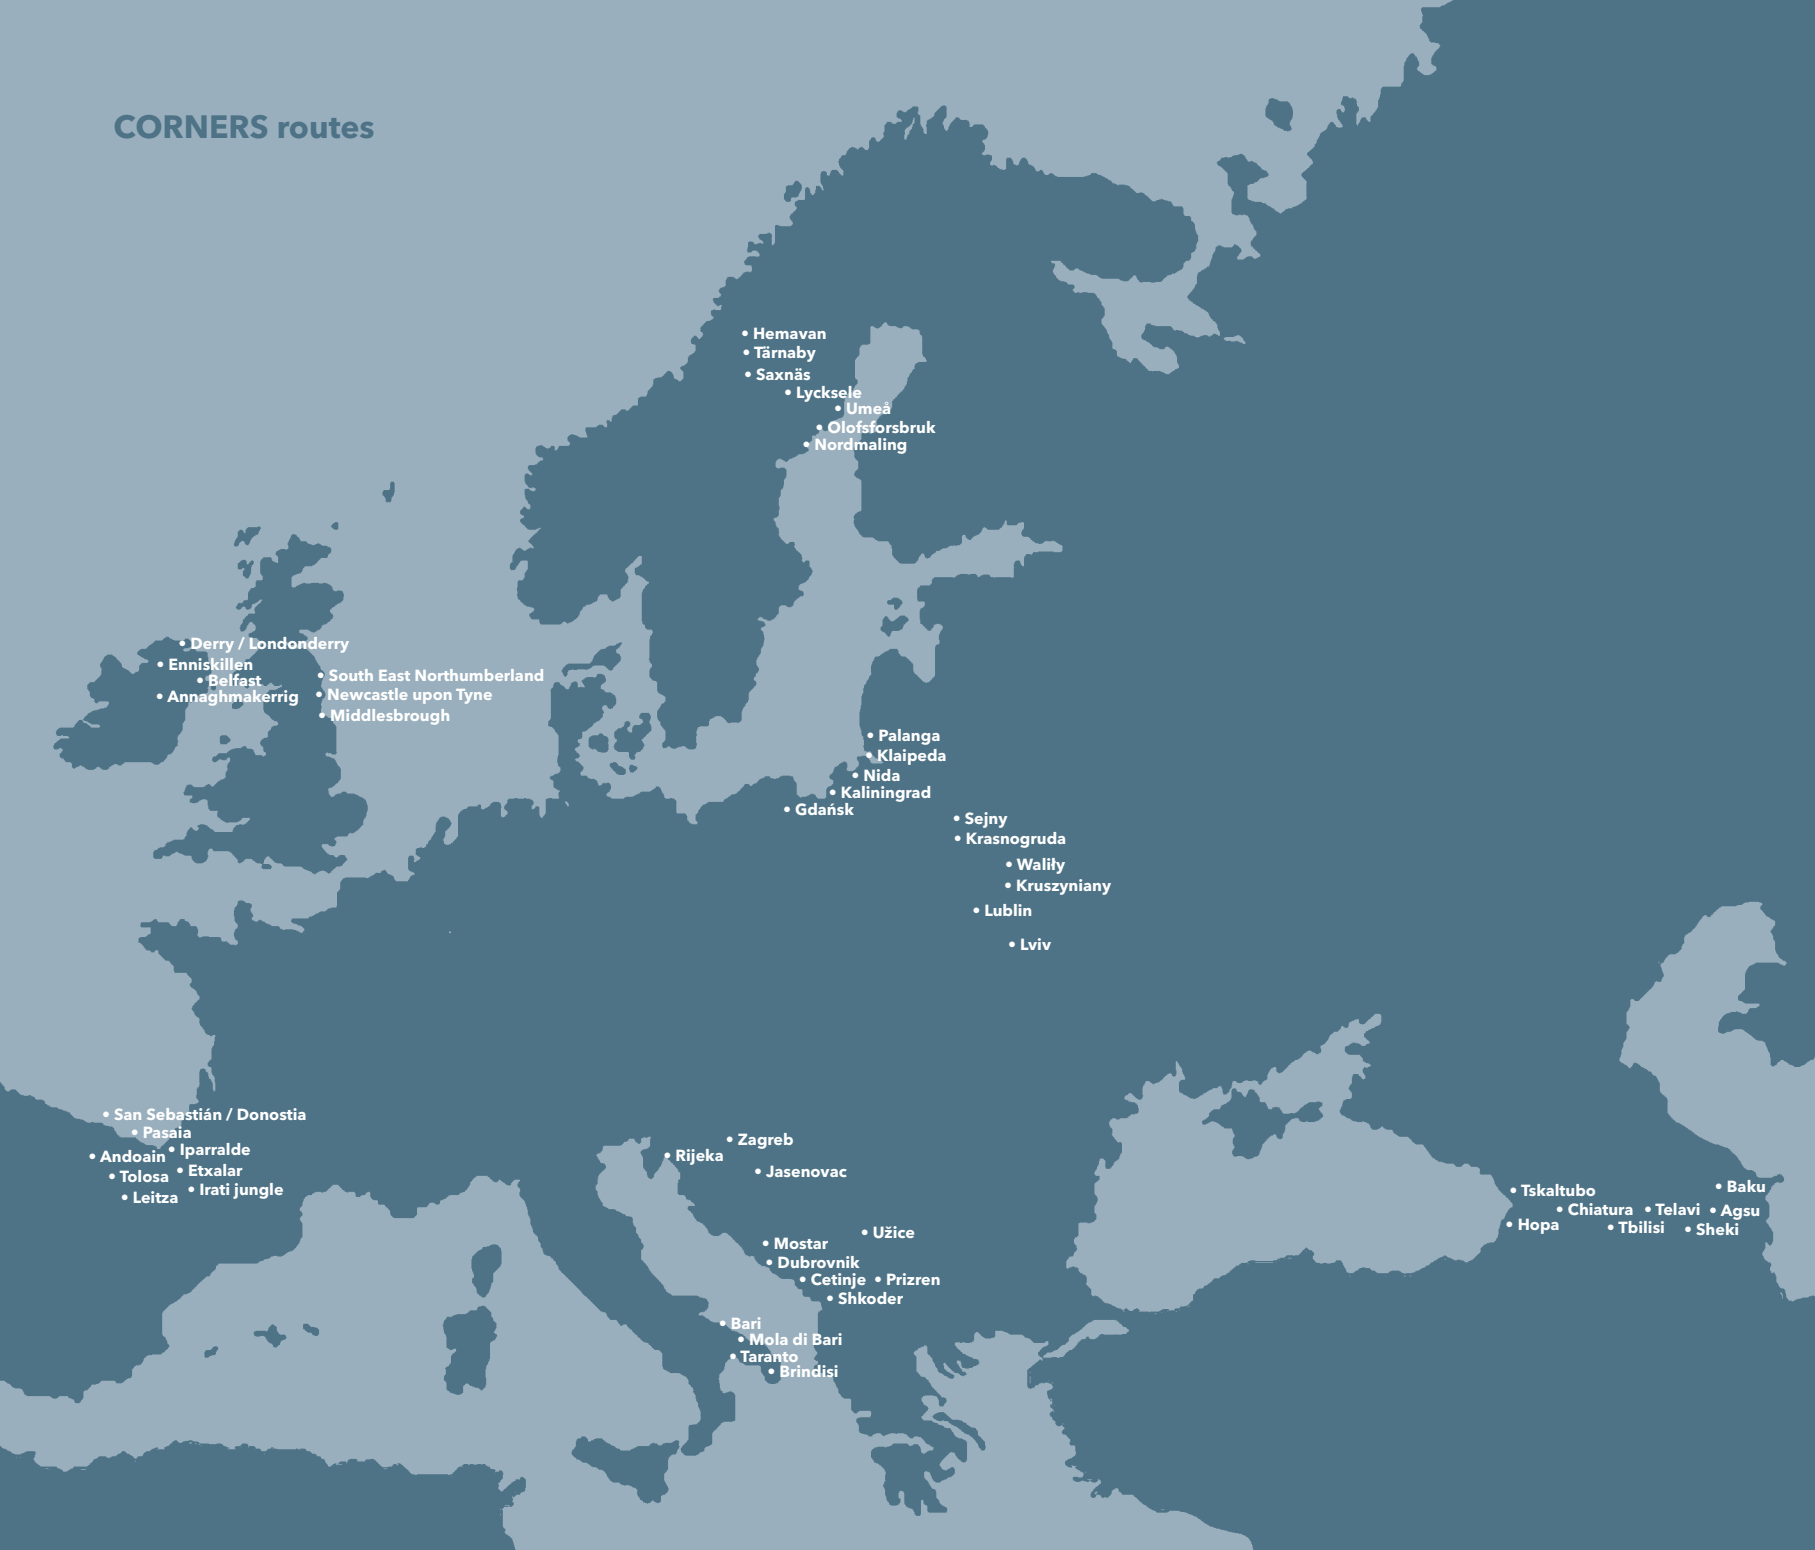 CORNERS routes
• Hemavan
• Tärnaby
• Saxnäs
• Lycksele
• Umeå
• Olofsforsbruk
• Nordmaling
• Derry / Londonderry
• Enniskillen
• Belfast
• Annaghmakerrig
• South East Northumberland
• Newcastle upon Tyne
• Middlesbrough
• Palanga
• Klaipeda
• Nida
• Kaliningrad
• Gdańsk
• Sejny
• Krasnogruda
• Waliły
• Kruszyniany
• Lublin
• Lviv
• San Sebastián / Donostia
• Pasaia
• Iparralde
• Andoain
• Etxalar
• Tolosa
• Irati jungle
• Leitza
• Zagreb
• Rijeka
• Jasenovac
• Užice
• Mostar
• Dubrovnik
• Cetinje
• Prizren
• Shkoder
• Bari
• Mola di Bari
• Taranto
• Brindisi
• Tskaltubo
• Chiatura
• Hopa
• Telavi
• Tbilisi
• Baku
• Agsu
• Sheki